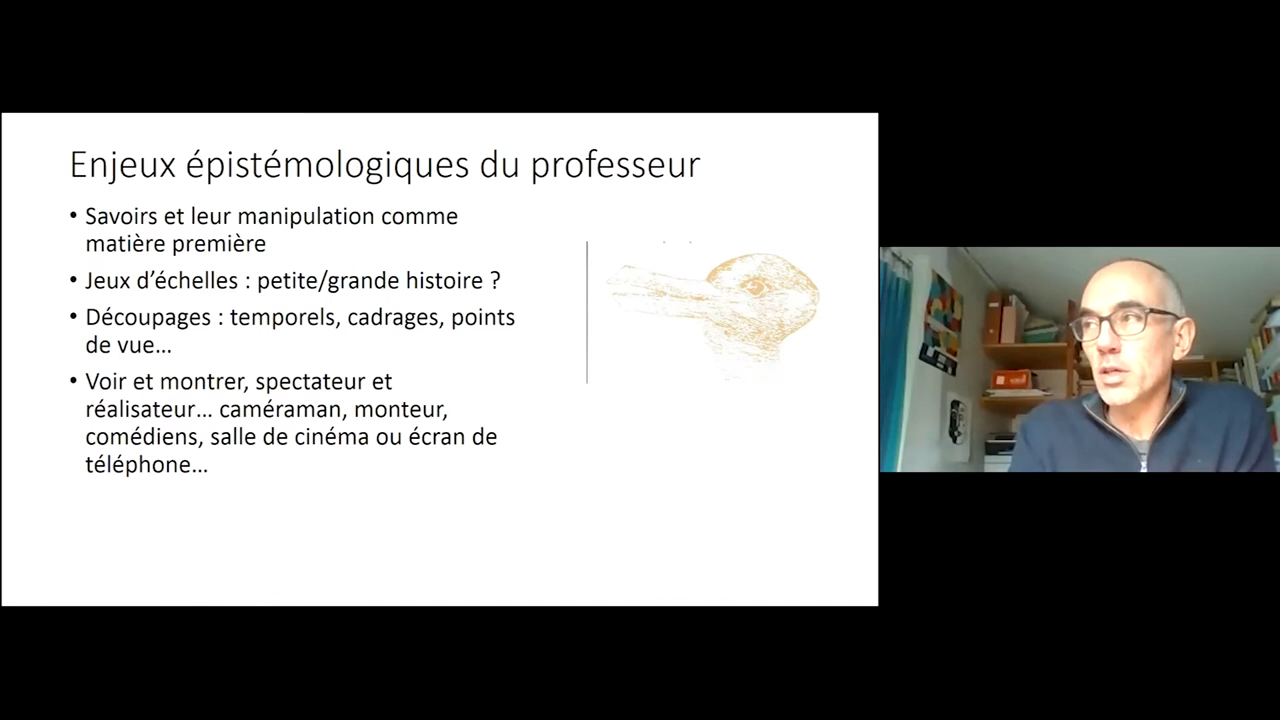 Enjeux épistémologiques du professeur
• Savoirs et leur manipulation comme
matière première
• Jeux d’échelles : petite/grande histoire ?
• Découpages : temporels, cadrages, points
de vue…
• Voir et montrer, spectateur et
réalisateur… caméraman, monteur,
comédiens, salle de cinéma ou écran de
téléphone…